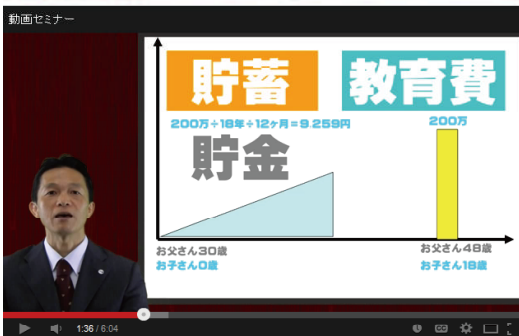 動画セミナー
貯蓄
教育費
200万÷18年÷12ヶ月=9.259円
200万
貯金
お父さん30歳
お子さん0歳
お父さん48歳
お子さん18歳
1:36 / 6:04
CC